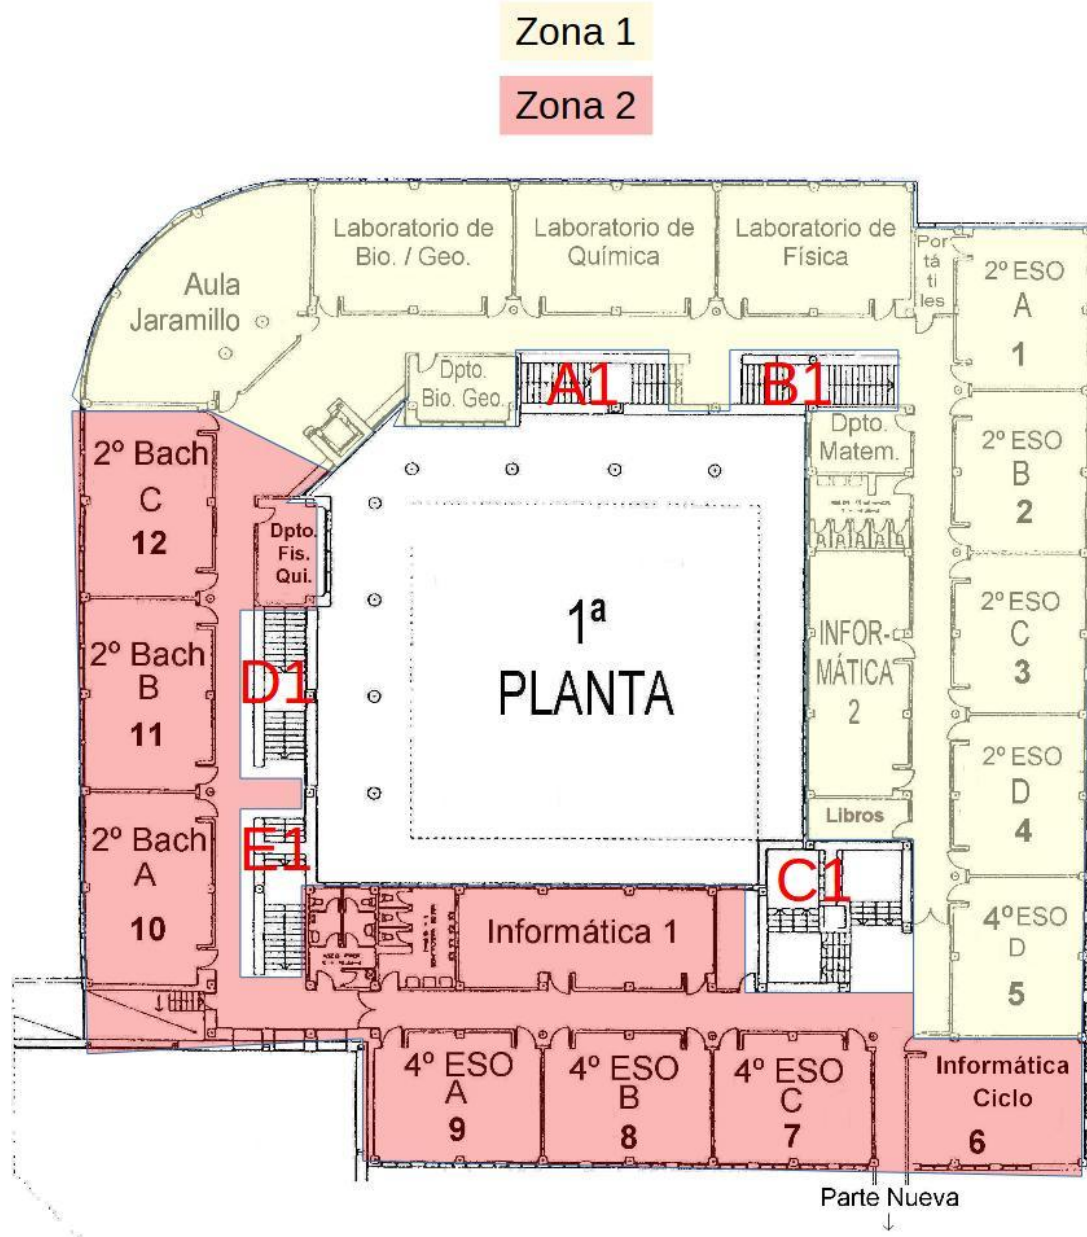 Zona 1
Zona 2
Laboratorio de
Bio. / Geo.
Laboratorio de
Química
Laboratorio de
Física
Por
tá
ti
les
2º ESO
A
1
Aula
Jaramillo
Dpto.
Bio. Geo.
A1
B1
Dpto.
Matem.
2º ESO
B
2
2º Bach
C
12
Dpto.
Fis.
Qui.
1ª
PLANTA
INFOR-
MÁTICA
2
2º ESO
C
3
2º Bach
B
11
D1
2º ESO
D
4
Libros
2º Bach
A
10
E1
C1
Informática 1
4º ESO
D
5
4º ESO
A
9
4º ESO
B
8
4º ESO
C
7
Informática
Ciclo
6
Parte Nueva